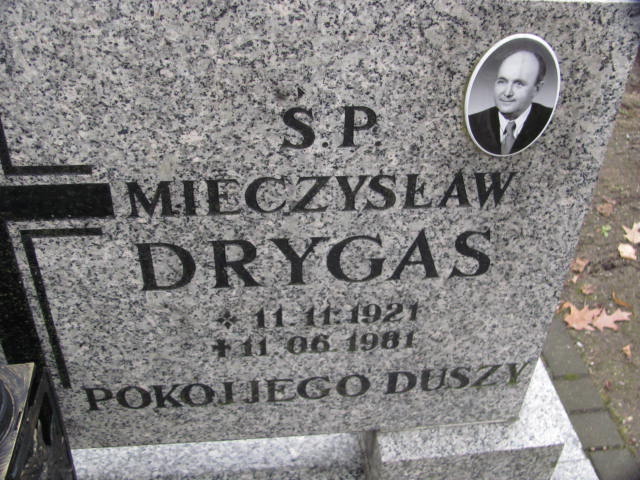 Ś.P.
MIECZYSŁAW
DRYGAS
* 11.11.1921
✝ 11.06.1981
POKÓJ JEGO DUSZY